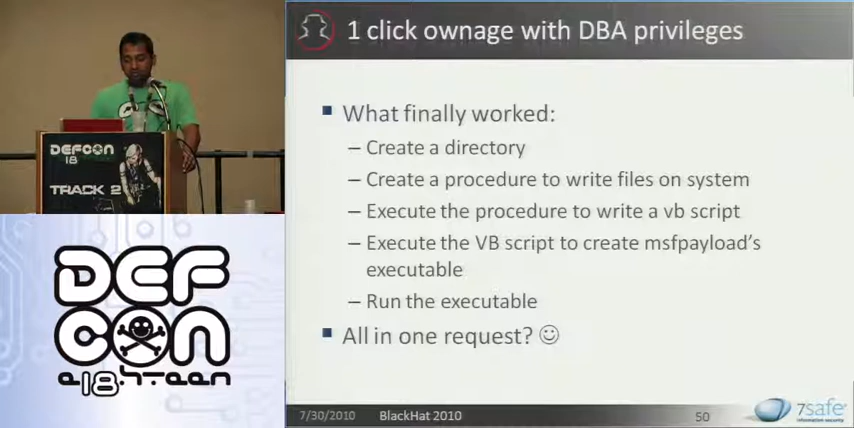 1 click ownage with DBA privileges
What finally worked:
– Create a directory
– Create a procedure to write files on system
– Execute the procedure to write a vb script
– Execute the VB script to create msfpayload's
executable
– Run the executable
All in one request? ☺
7/30/2010 BlackHat 2010 50
7safe
information security
DEFCON
18
TRACK 2
DEF
CON
e18hteen